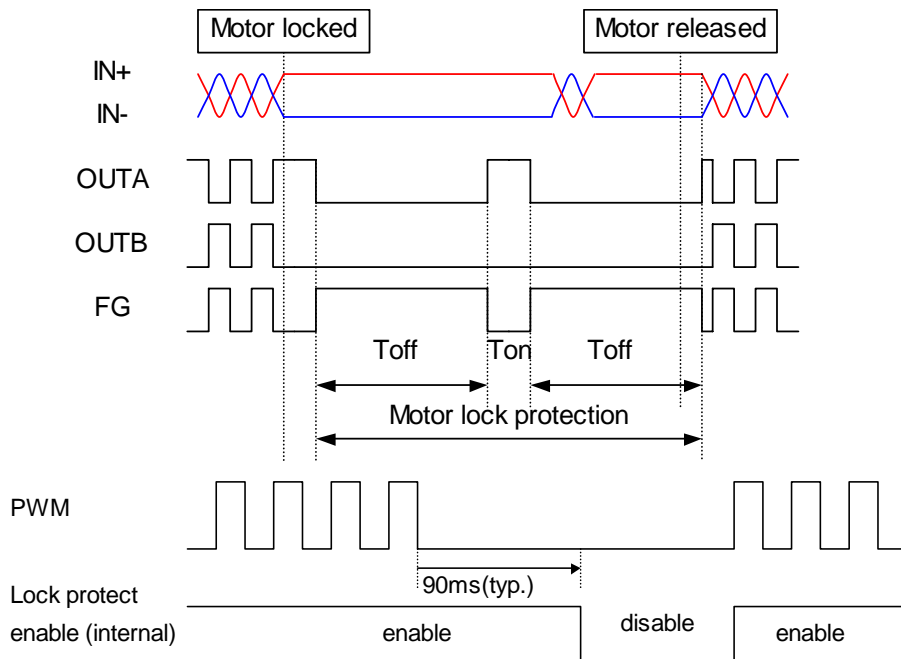 Motor locked
Motor released
IN+
IN-
OUTA
OUTB
FG
Toff
Ton
Toff
Motor lock protection
PWM
90ms(typ.)
Lock protect
enable (internal)
enable
disable
enable